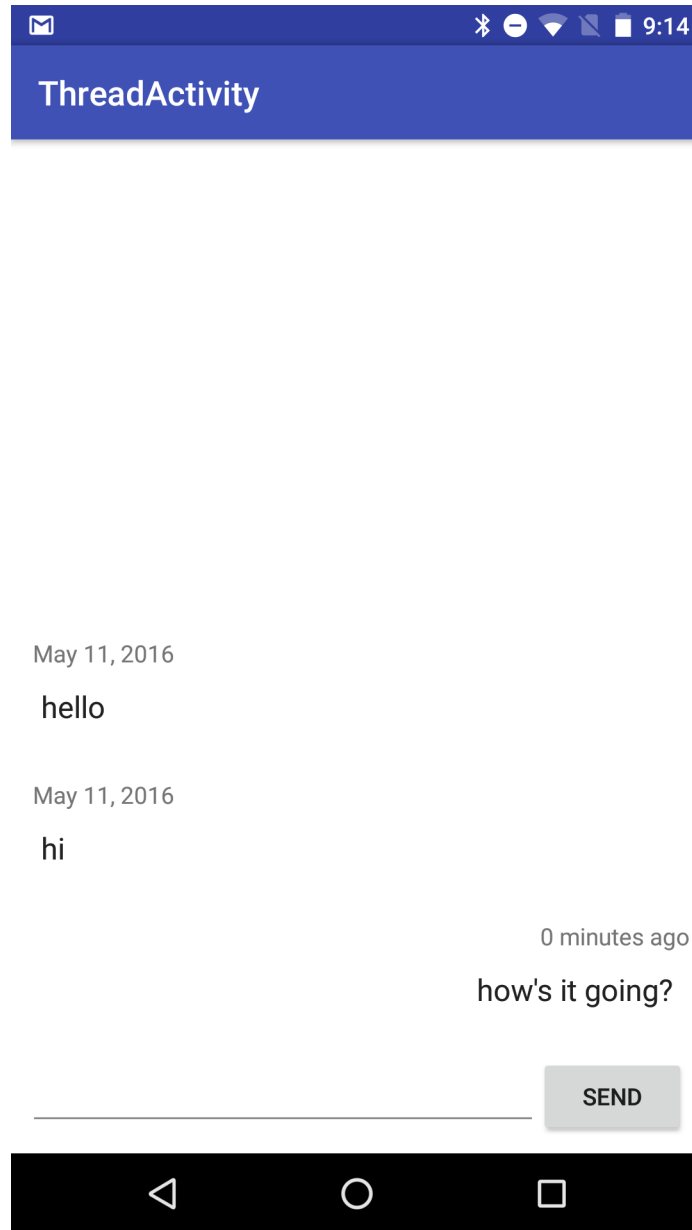 9:14
ThreadActivity
May 11, 2016
hello
May 11, 2016
hi
0 minutes ago
how's it going?
SEND